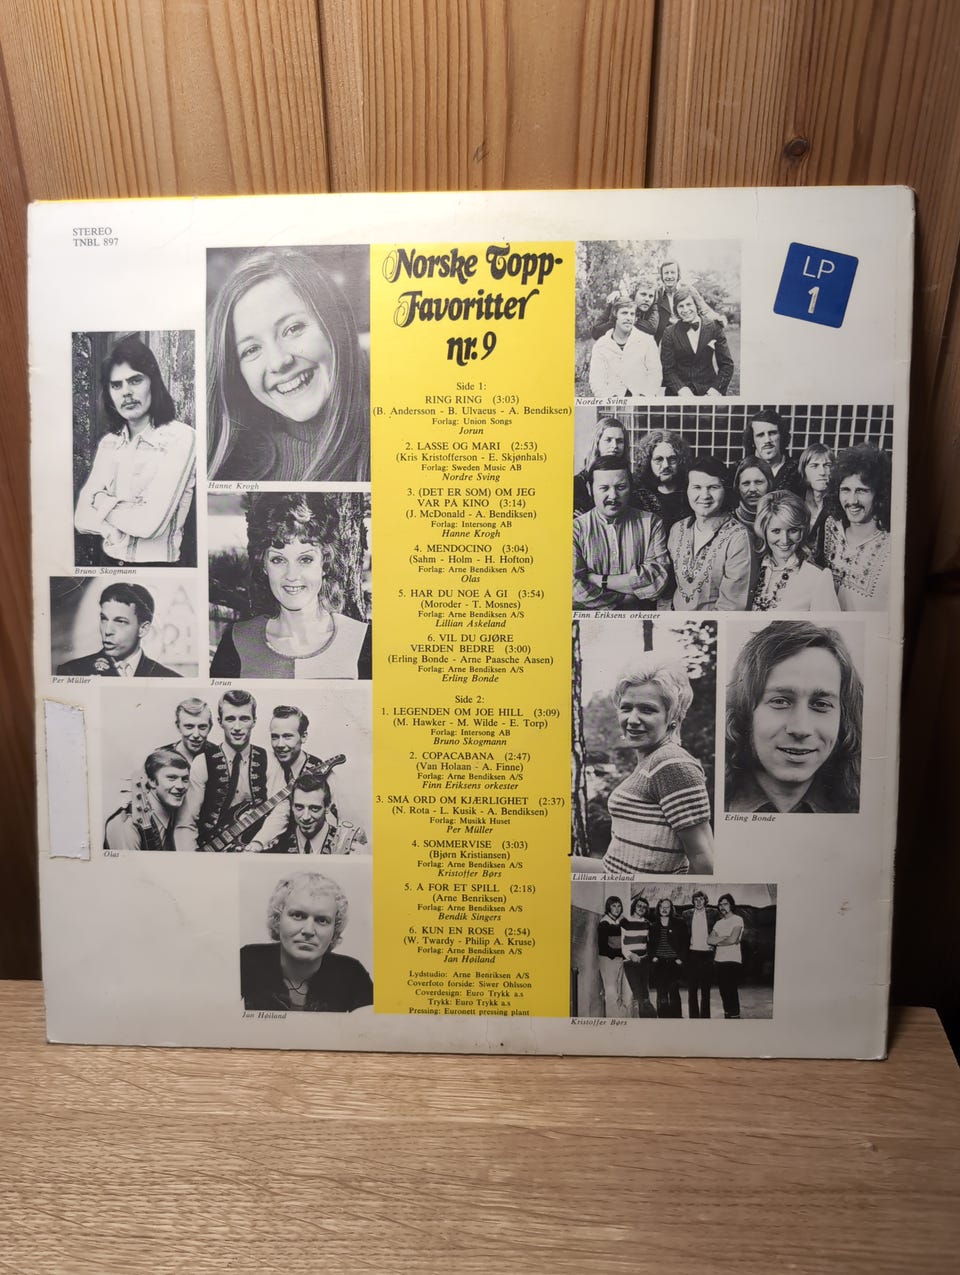 STEREO
TNBL 897
LP
1
Norske Topp-
Favoritter
nr. 9
Side 1:
RING RING (3:03)
(B. Andersson - B. Ulvaeus - A. Bendiksen)
Forlag: Union Songs
Jorun
2. LASSE OG MARI (2:53)
(Kris Kristofferson - E. Skjønhals)
Forlag: Sweden Music AB
Nordre Sving
3. (DET ER SOM) OM JEG
VAR PÅ KINO (3:14)
(J. McDonald - A. Bendiksen)
Forlag: Intersong AB
Hanne Krogh
4. MENDOCINO (3:04)
(Sahm - Holm - H. Hofton)
Forlag: Arne Bendiksen A/S
Olas
5. HAR DU NOE Å GI (3:54)
(Moroder - T. Mosnes)
Forlag: Arne Bendiksen A/S
Lillian Askeland
6. VIL DU GJØRE
VERDEN BEDRE (3:00)
(Erling Bonde - Arne Paasche Aasen)
Forlag: Arne Bendiksen A/S
Erling Bonde
Side 2:
1. LEGENDEN OM JOE HILL (3:09)
(M. Hawker - M. Wilde - E. Torp)
Forlag: Intersong AB
Bruno Skogmann
2. COPACABANA (2:47)
(Van Holaan - A. Finne)
Forlag: Arne Bendiksen A/S
Finn Eriksens orkester
3. SMÅ ORD OM KJÆRLIGHET (2:37)
(N. Rota - L. Kusik - A. Bendiksen)
Forlag: Musikk Huset
Per Müller
4. SOMMERVISE (3:03)
(Bjørn Kristiansen)
Forlag: Arne Bendiksen A/S
Kristoffer Børs
5. Å FOR ET SPILL (2:18)
(Arne Benriksen)
Forlag: Arne Bendiksen A/S
Bendik Singers
6. KUN EN ROSE (2:54)
(W. Twardy - Philip A. Kruse)
Forlag: Arne Bendiksen A/S
Jan Høiland
Lydstudio: Arne Benriksen A/S
Coverfoto forside: Siwer Ohlsson
Coverdesign: Euro Trykk a.s
Trykk: Euro Trykk a.s
Pressing: Euronett pressing plant
Hanne Krogh
Bruno Skogmann
Per Müller
Jorun
Olas
Jan Høiland
Nordre Sving
Finn Eriksens orkester
Erling Bonde
Lillian Askeland
Kristoffer Børs